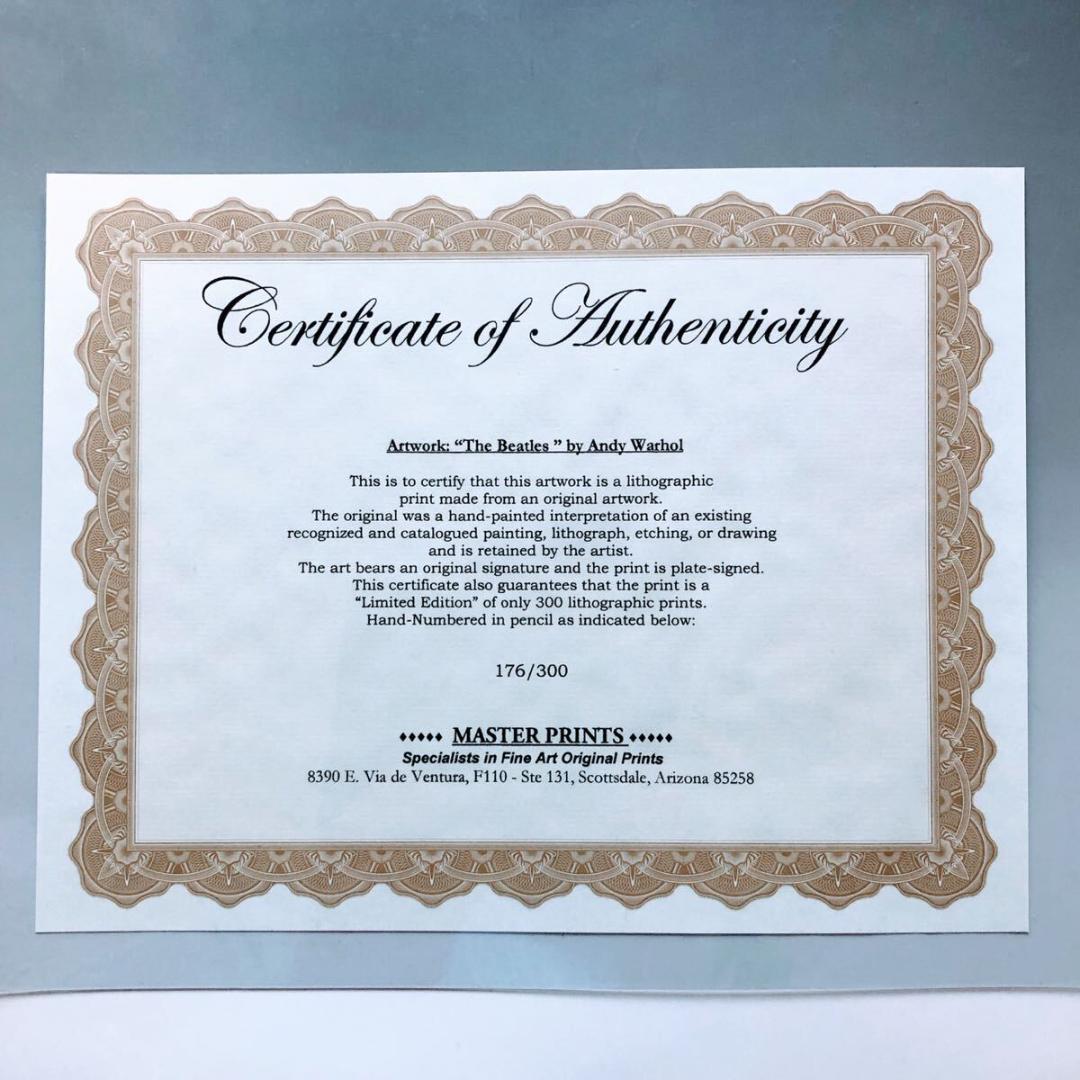 Certificate of Authenticity
Artwork: “The Beatles ” by Andy Warhol
This is to certify that this artwork is a lithographic
print made from an original artwork.
The original was a hand-painted interpretation of an existing
recognized and catalogued painting, lithograph, etching, or drawing
and is retained by the artist.
The art bears an original signature and the print is plate-signed.
This certificate also guarantees that the print is a
“Limited Edition” of only 300 lithographic prints.
Hand-Numbered in pencil as indicated below:
176/300
♦♦♦♦♦ MASTER PRINTS ♦♦♦♦♦
Specialists in Fine Art Original Prints
8390 E. Via de Ventura, F110 - Ste 131, Scottsdale, Arizona 85258